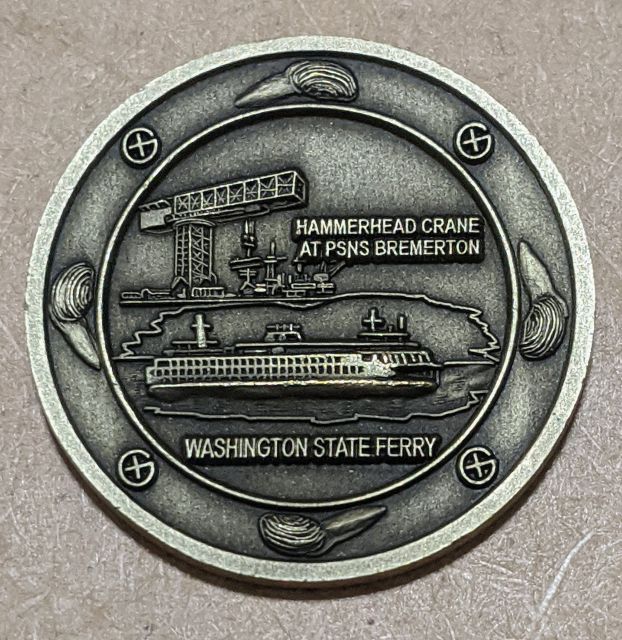 HAMMERHEAD CRANE
AT PSNS BREMERTON
WASHINGTON STATE FERRY